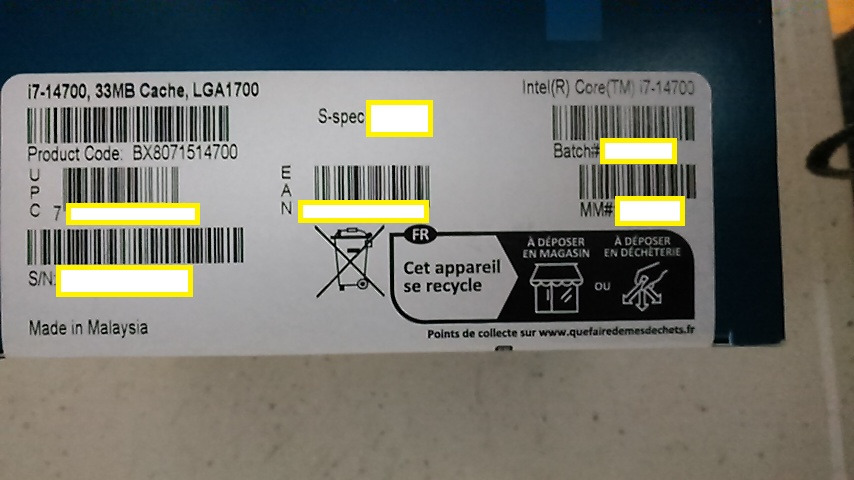 i7-14700, 33MB Cache, LGA1700
Intel(R) Core(TM) i7-14700
S-spec
Product Code: BX8071514700
Batch#
UPC
7
EAN
MM#
S/N:
FR
Cet appareil
se recycle
À DÉPOSER
EN MAGASIN
OU
À DÉPOSER
EN DÉCHÈTERIE
Made in Malaysia
Points de collecte sur www.quefairedemesdechets.fr